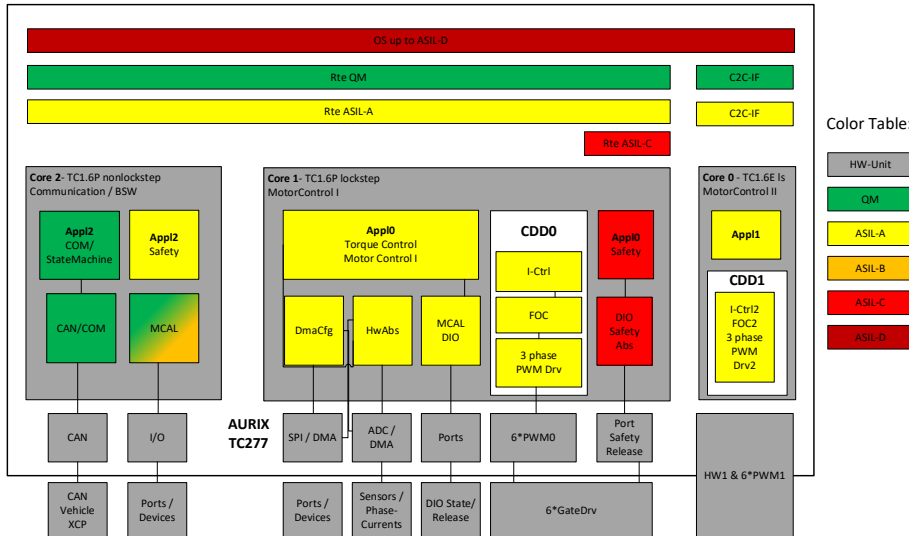 OS up to ASIL-D
Rte QM
C2C-IF
Rte ASIL-A
C2C-IF
Rte ASIL-C
Color Table:
HW-Unit
QM
ASIL-A
ASIL-B
ASIL-C
ASIL-D
Core 2- TC1.6P nonlockstep
Communication / BSW
Appl2
COM/
StateMachine
Appl2
Safety
CAN/COM
MCAL
Core 1- TC1.6P lockstep
MotorControl I
Appl0
Torque Control
Motor Control I
DmaCfg
HwAbs
MCAL
DIO
CDD0
I-Ctrl
FOC
3 phase
PWM Drv
Appl0
Safety
DIO
Safety
Abs
Core 0 - TC1.6E ls
MotorControl II
Appl1
CDD1
I-Ctrl2
FOC2
3 phase
PWM
Drv2
AURIX
TC277
CAN
I/O
SPI / DMA
ADC /
DMA
Ports
6*PWM0
Port
Safety
Release
HW1 & 6*PWM1
CAN
Vehicle
XCP
Ports /
Devices
Ports /
Devices
Sensors /
Phase-
Currents
DIO State/
Release
6*GateDrv